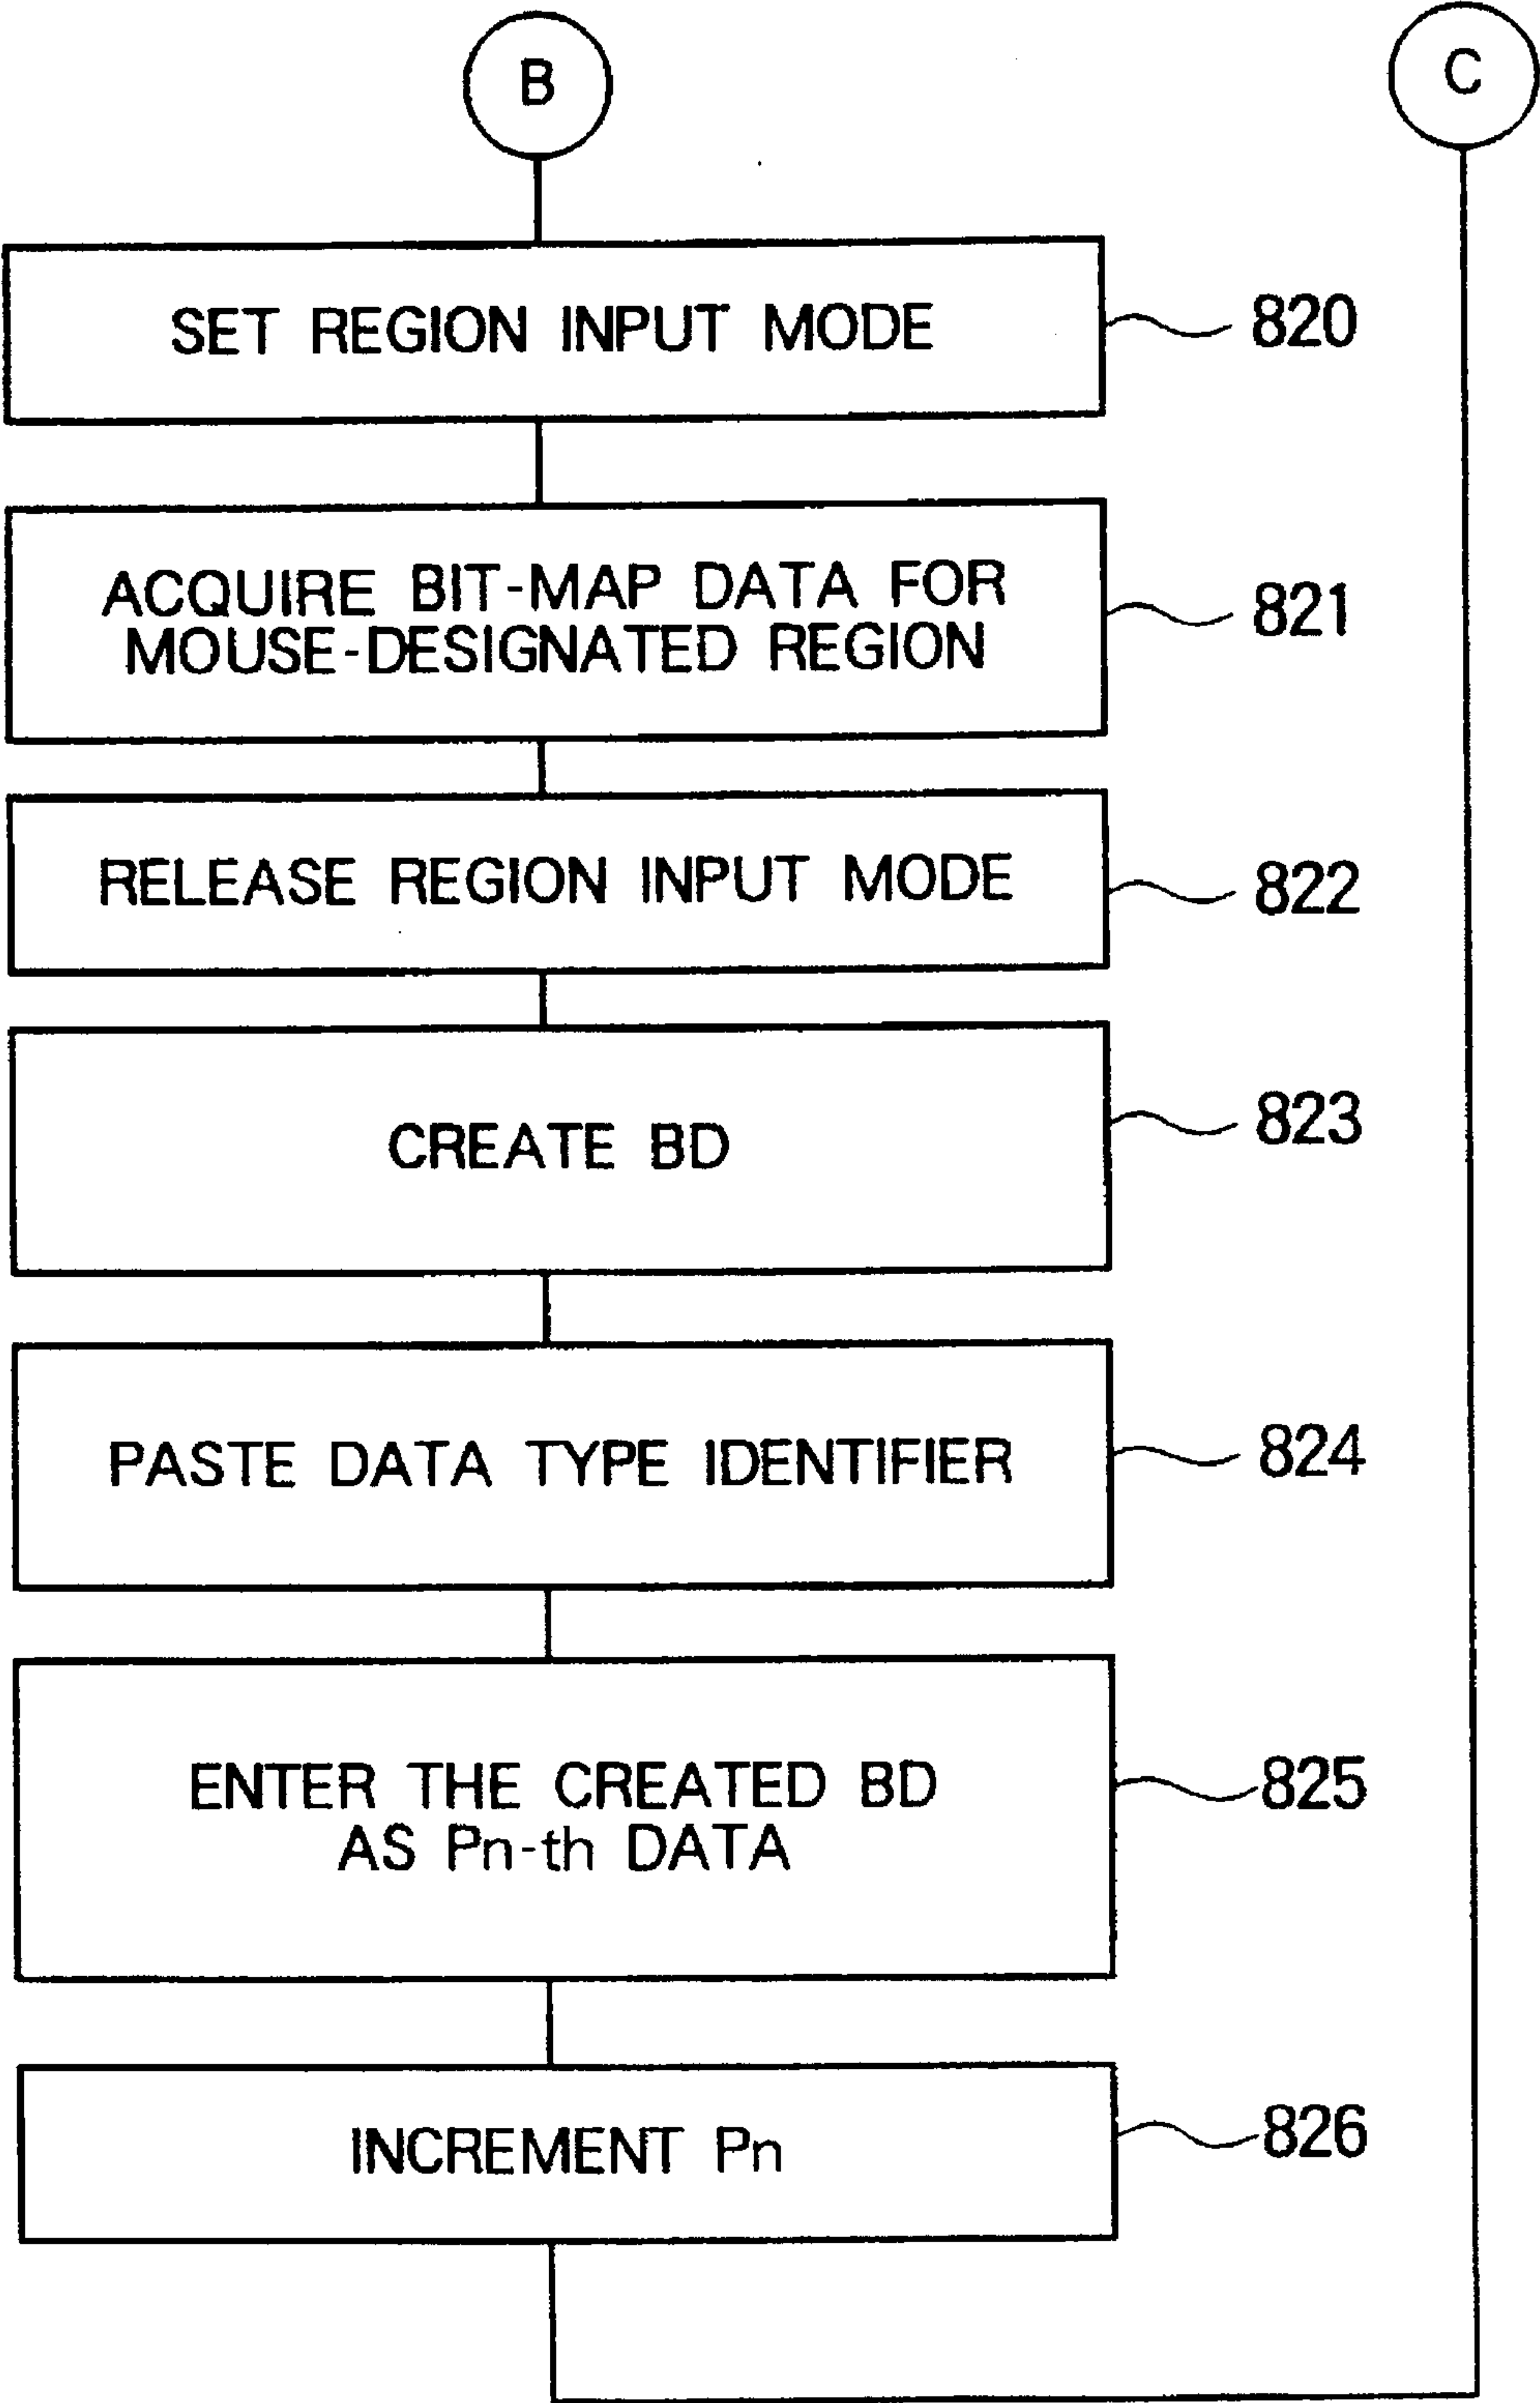 B
C
SET REGION INPUT MODE
820
ACQUIRE BIT-MAP DATA FOR
MOUSE-DESIGNATED REGION
821
RELEASE REGION INPUT MODE
822
CREATE BD
823
PASTE DATA TYPE IDENTIFIER
824
ENTER THE CREATED BD
AS Pn-th DATA
825
INCREMENT Pn
826